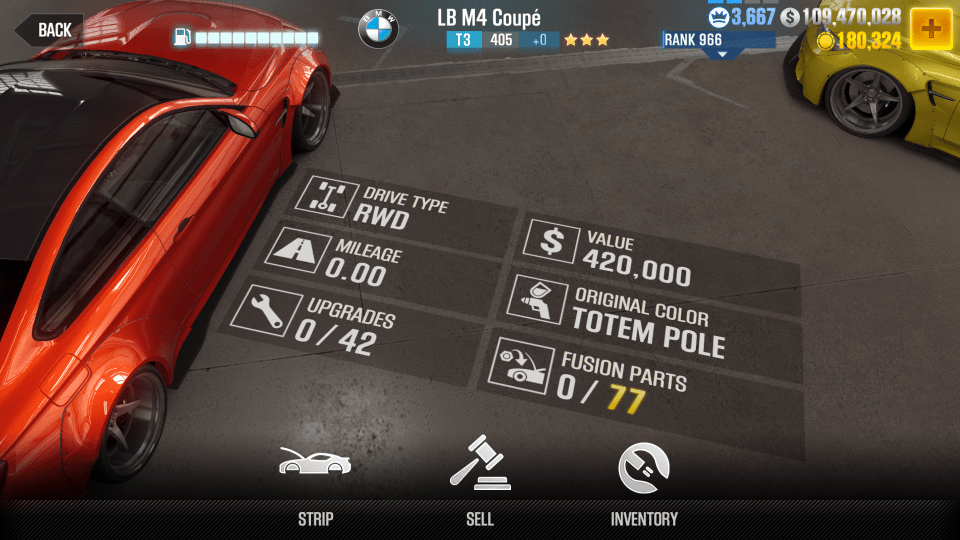 BACK
BMW
LB M4 Coupé
T3 405 +0
3,667
$ 109,470,028
RANK 966
180,324
DRIVE TYPE
RWD
MILEAGE
0.00
UPGRADES
0 / 42
$ VALUE
420,000
ORIGINAL COLOR
TOTEM POLE
FUSION PARTS
0 / 77
STRIP
SELL
INVENTORY